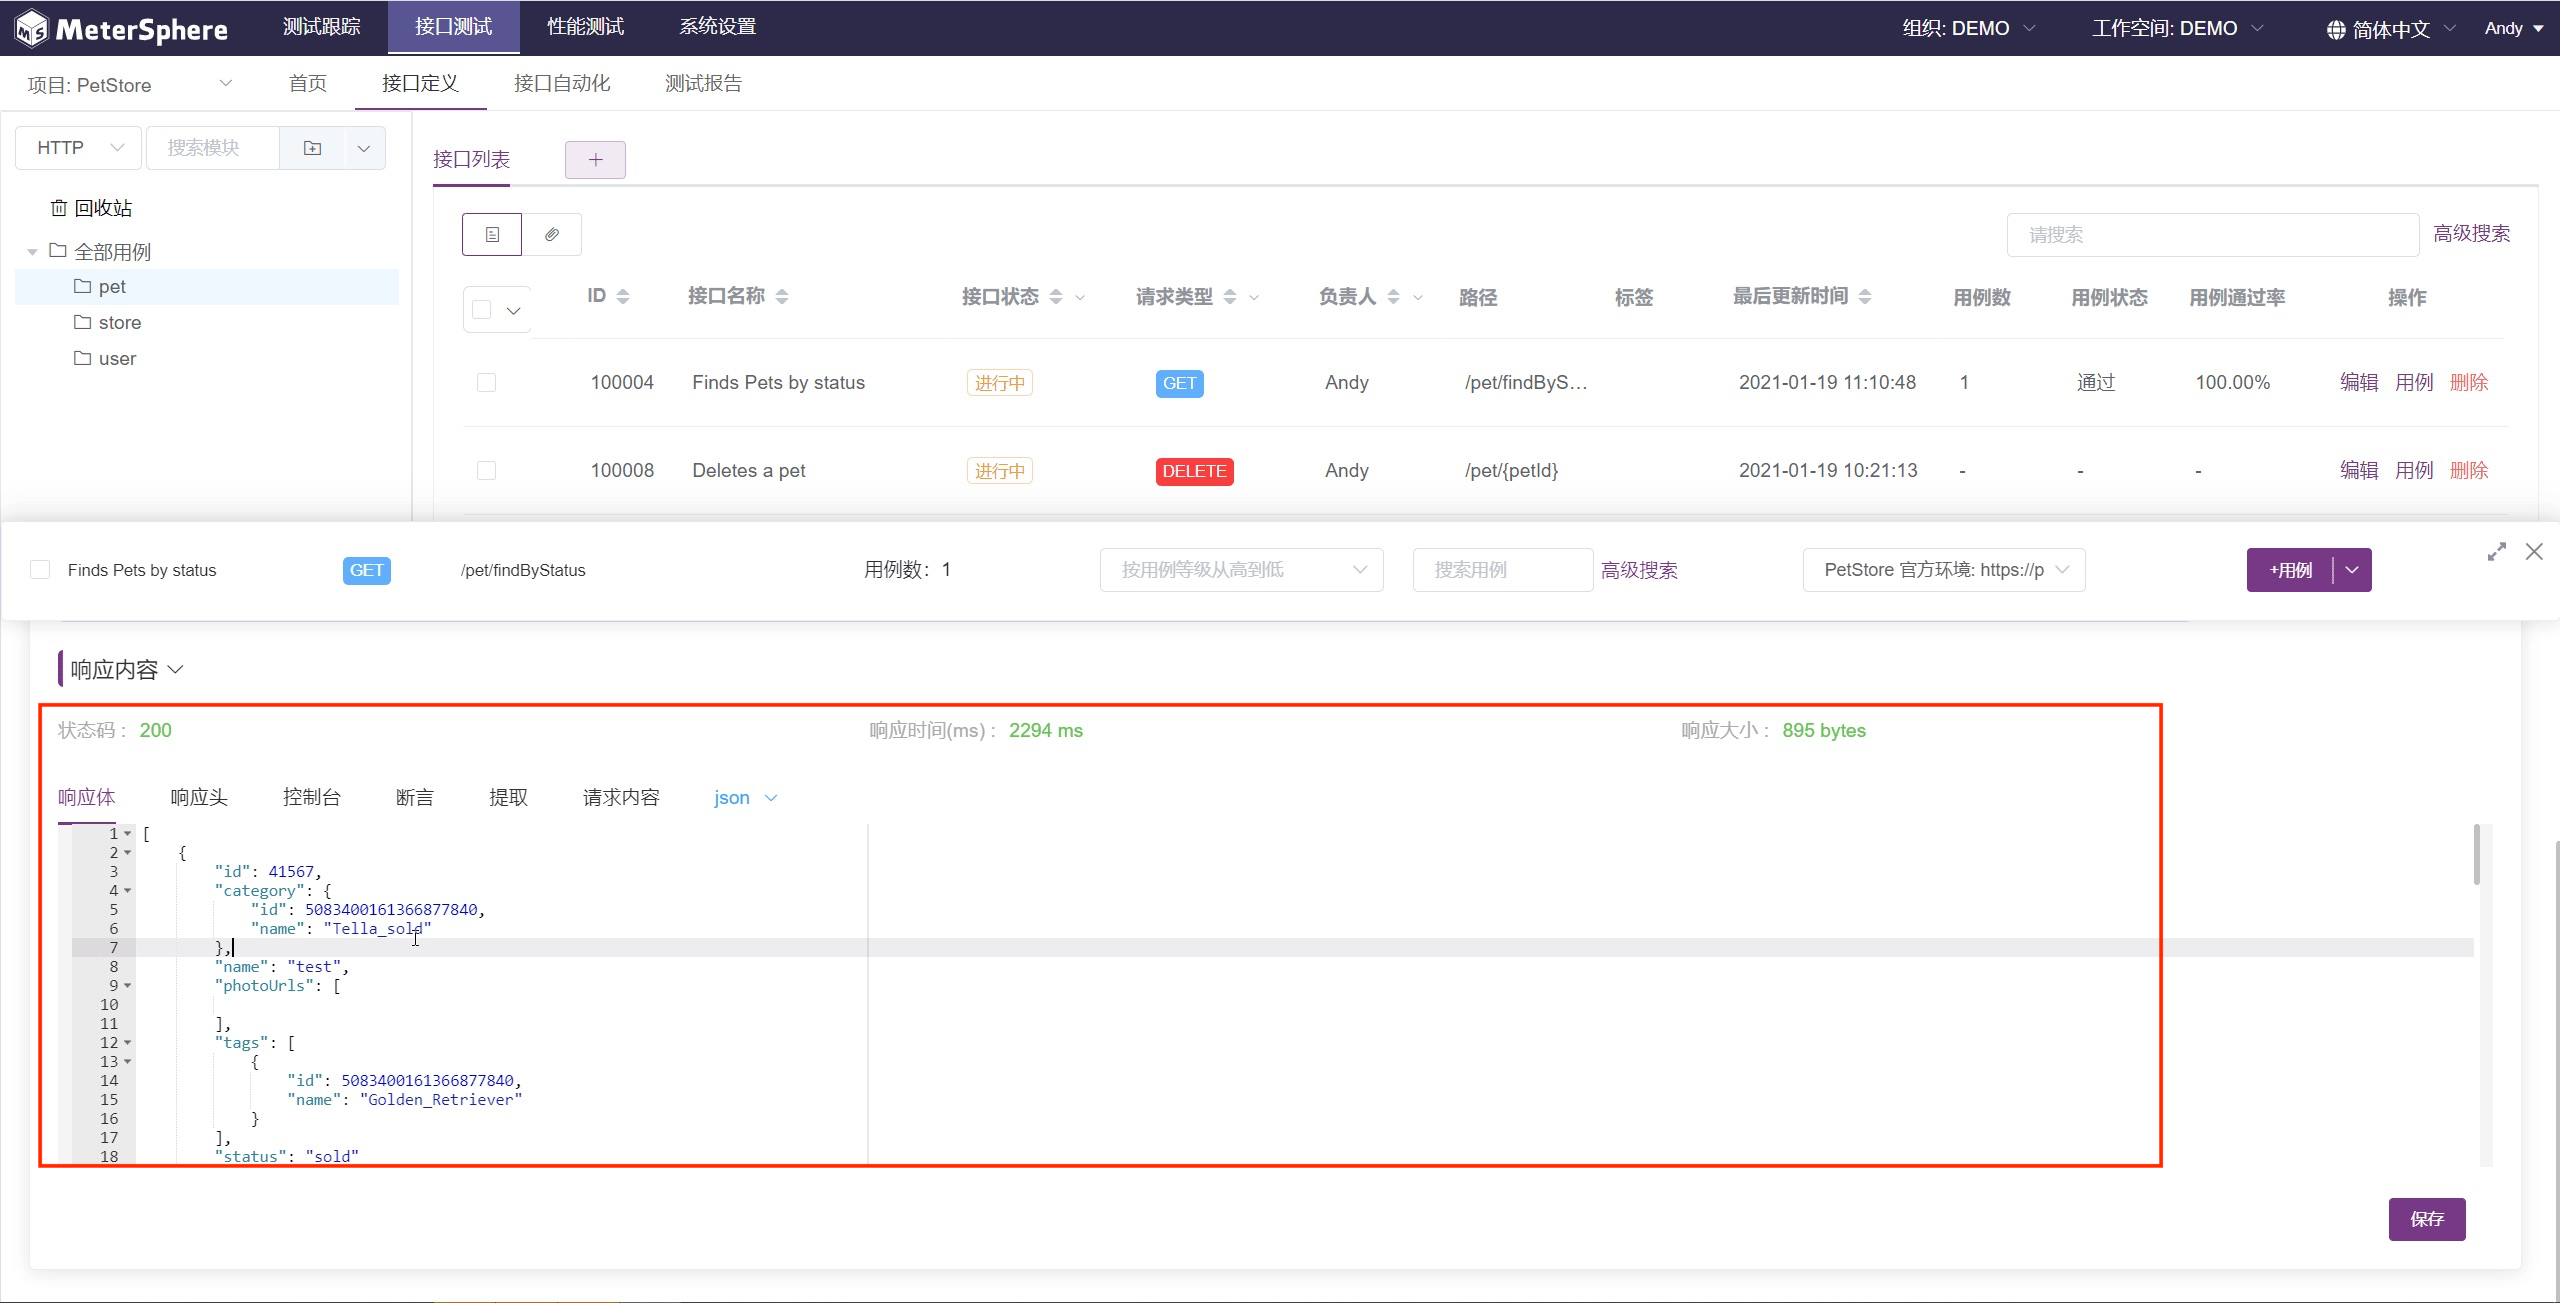 MeterSphere 测试跟踪 接口测试 性能测试 系统设置 组织: DEMO 工作空间: DEMO 简体中文 Andy
项目: PetStore 首页 接口定义 接口自动化 测试报告
HTTP 搜索模块
接口列表 +
回收站
请搜索 高级搜索
全部用例
pet
store
user
ID 接口名称 接口状态 请求类型 负责人 路径 标签 最后更新时间 用例数 用例状态 用例通过率 操作
100004 Finds Pets by status 进行中 GET Andy /pet/findByS... 2021-01-19 11:10:48 1 通过 100.00% 编辑 用例 删除
100008 Deletes a pet 进行中 DELETE Andy /pet/{petId} 2021-01-19 10:21:13 - - - 编辑 用例 删除
Finds Pets by status GET /pet/findByStatus 用例数：1 按用例等级从高到低 搜索用例 高级搜索 PetStore 官方环境: https://p +用例
响应内容
状态码： 200 响应时间(ms)： 2294 ms 响应大小： 895 bytes
响应体 响应头 控制台 断言 提取 请求内容 json
1 [
2 {
3 "id": 41567,
4 "category": {
5 "id": 5083400161366877840,
6 "name": "Tella_sold"
7 },
8 "name": "test",
9 "photoUrls": [
10
11 ],
12 "tags": [
13 {
14 "id": 5083400161366877840,
15 "name": "Golden_Retriever"
16 }
17 ],
18 "status": "sold"
保存